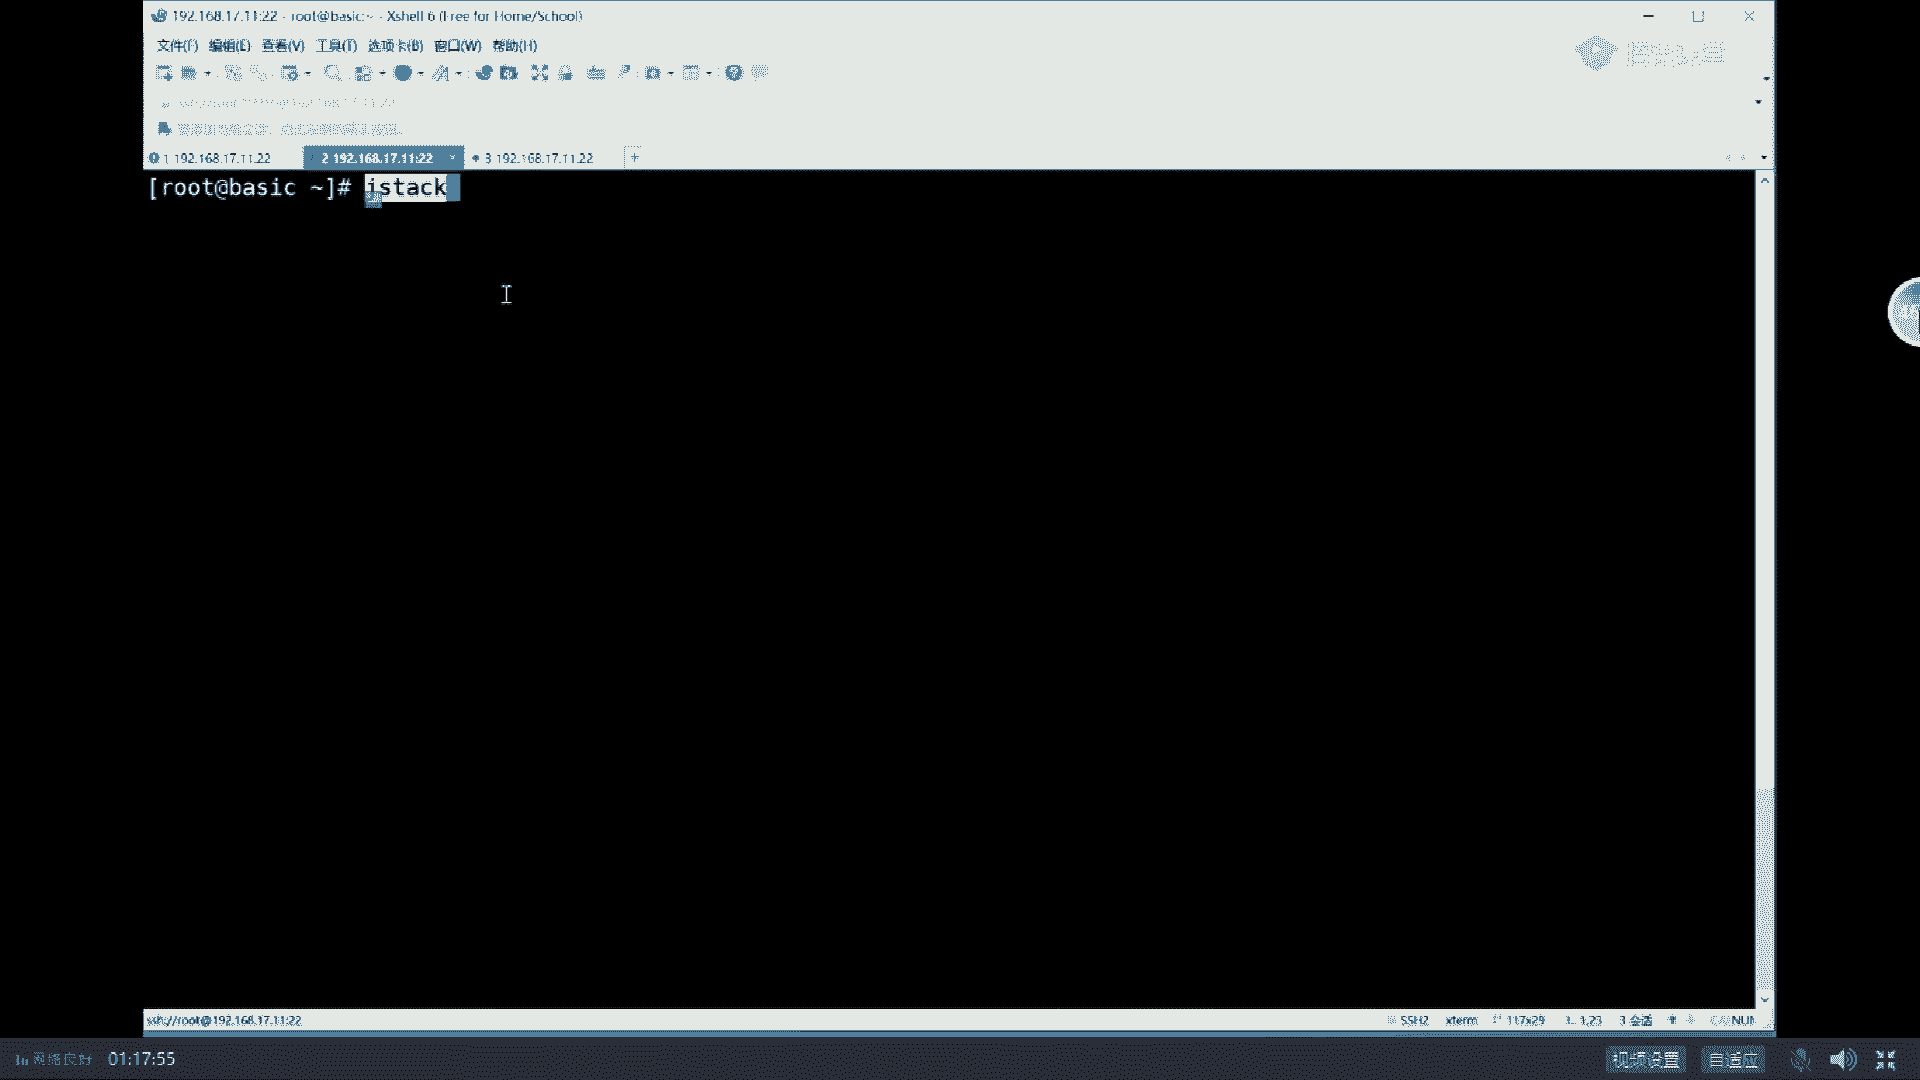 192.168.17.11:22 - root@basic:~ - Xshell 6 (Free for Home/School)
文件(F) 编辑(E) 查看(V) 工具(T) 选项卡(B) 窗口(W) 帮助(H)
1 192.168.17.11:22 2 192.168.17.11:22 × 3 192.168.17.11:22 +
[root@basic ~]# jstack
ssh://root@192.168.17.11:22 SSH2 xterm 117x29 1,23 3 会话 NUM
网络良好 01:17:55 视频设置 自适应